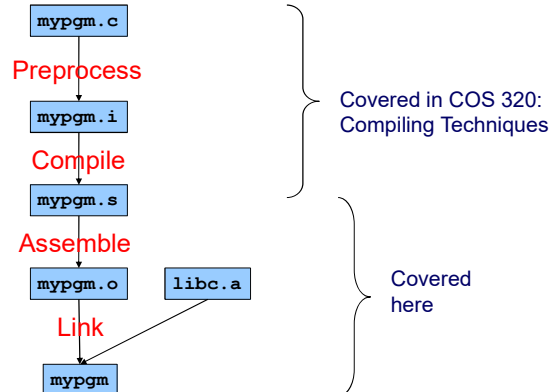 mypgm.c
Preprocess
mypgm.i
Covered in COS 320:
Compiling Techniques
Compile
mypgm.s
Assemble
mypgm.o
libc.a
Covered
here
Link
mypgm